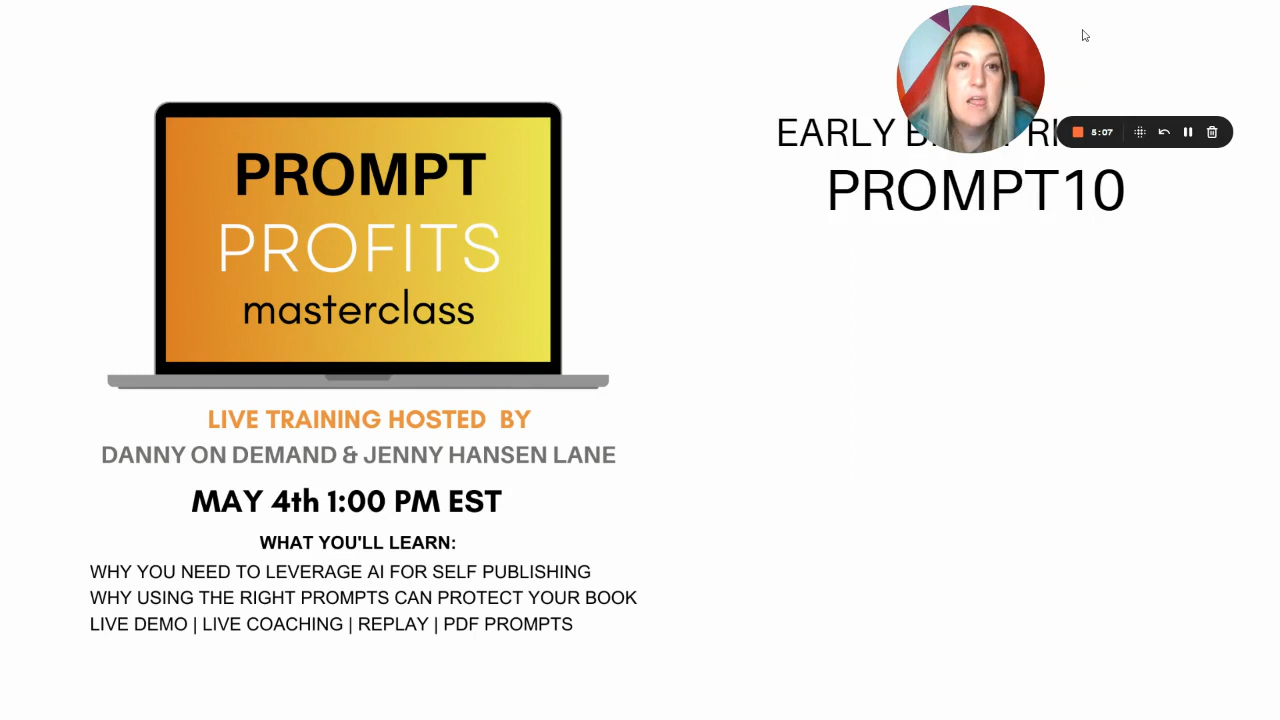 PROMPT
PROFITS
masterclass
LIVE TRAINING HOSTED BY
DANNY ON DEMAND & JENNY HANSEN LANE
MAY 4th 1:00 PM EST
WHAT YOU'LL LEARN:
WHY YOU NEED TO LEVERAGE AI FOR SELF PUBLISHING
WHY USING THE RIGHT PROMPTS CAN PROTECT YOUR BOOK
LIVE DEMO | LIVE COACHING | REPLAY | PDF PROMPTS
EARLY
PROMPT10
5:07